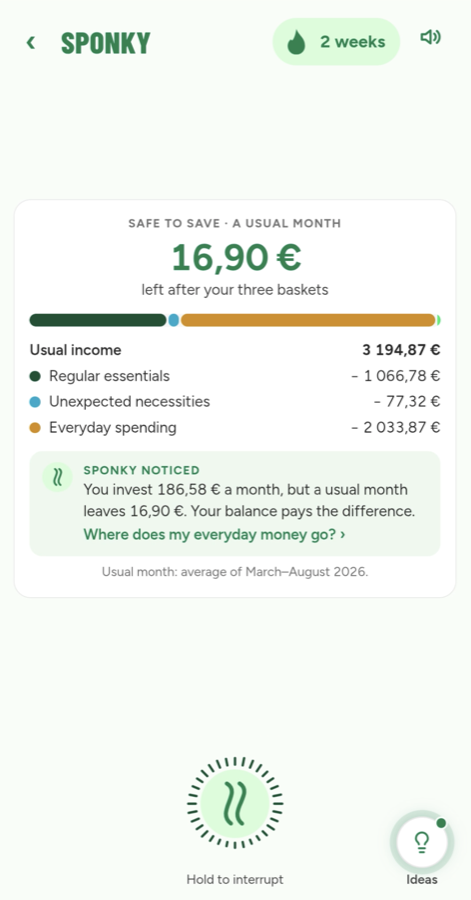 ‹ SPONKY 2 weeks
SAFE TO SAVE · A USUAL MONTH
16,90 €
left after your three baskets
Usual income 3 194,87 €
Regular essentials − 1 066,78 €
Unexpected necessities − 77,32 €
Everyday spending − 2 033,87 €
SPONKY NOTICED
You invest 186,58 € a month, but a usual month
leaves 16,90 €. Your balance pays the difference.
Where does my everyday money go? ›
Usual month: average of March–August 2026.
Hold to interrupt
Ideas